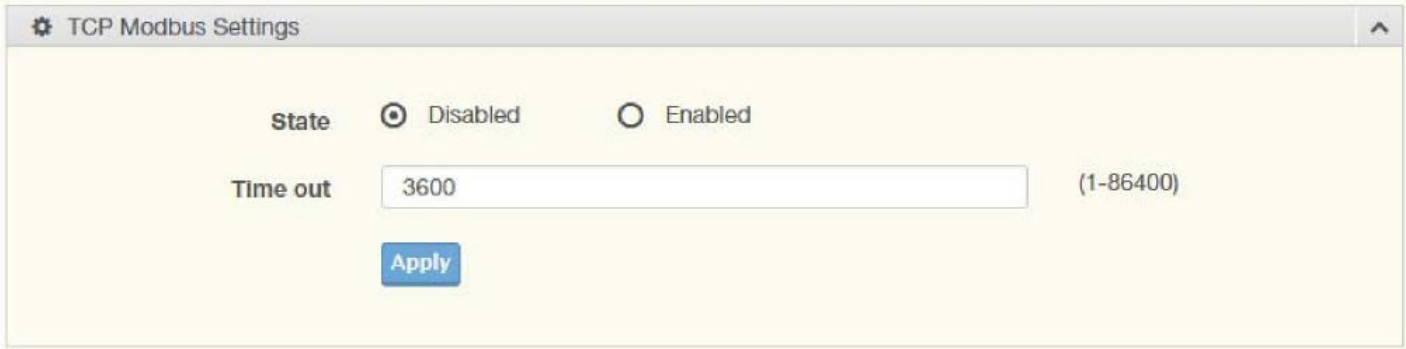 TCP Modbus Settings
State Disabled Enabled
Time out 3600 (1-86400)
Apply